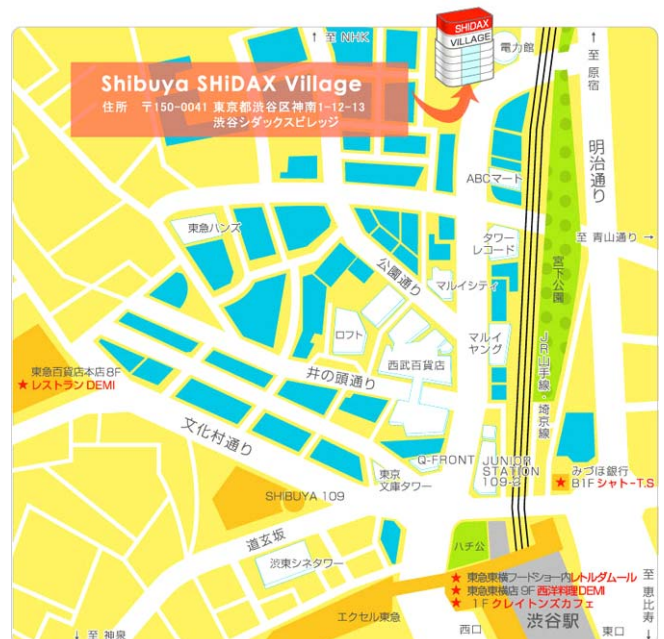 SHiDAX
VILLAGE
電力館
↑ 至 NHK
↑
至
原
宿
Shibuya SHiDAX Village
住所 〒150-0041 東京都渋谷区神南1-12-13
渋谷シダックスビレッジ
明治通り
ABCマート
東急ハンズ
タワー
レコード
至 青山通り →
公園通り
宮下公園
マルイシティ
ロフト
マルイ
ヤング
JR山手線・埼京線
西武百貨店
東急百貨店本店8F
★ レストラン DEMI
井の頭通り
文化村通り
Q-FRONT
JUNIOR
STATION
109-②
東京
文庫タワー
みづほ銀行
★ B1F シャトーT.S
SHIBUYA 109
道玄坂
ハチ公
渋東シネタワー
★ 東急東横フードショー内レトルダムール
★ 東急東横店 9F 西洋料理DEMI
★ 1F クレイトンズカフェ
エクセル東急
渋谷駅
西口
東口
至
恵
比
寿
↓
↓ 至 神泉